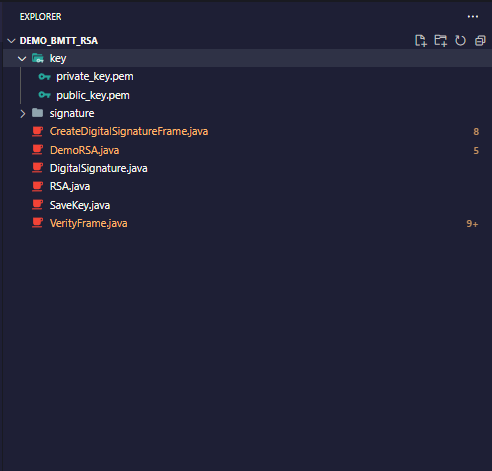 EXPLORER
DEMO_BMTT_RSA
key
private_key.pem
public_key.pem
signature
CreateDigitalSignatureFrame.java 8
DemoRSA.java 5
DigitalSignature.java
RSA.java
SaveKey.java
VerityFrame.java 9+